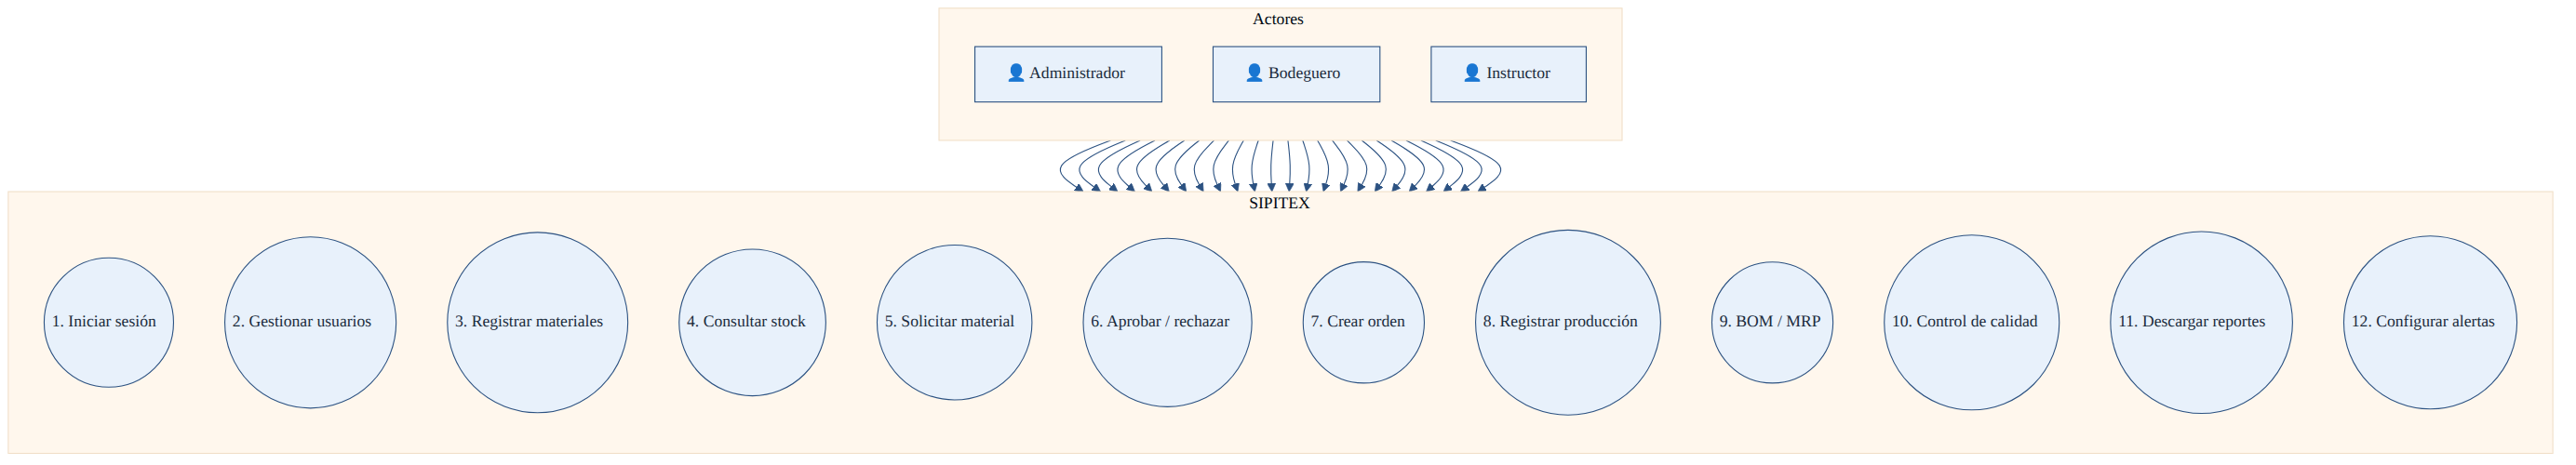 Actores
Administrador
Bodeguero
Instructor
SIPITEX
1. Iniciar sesión
2. Gestionar usuarios
3. Registrar materiales
4. Consultar stock
5. Solicitar material
6. Aprobar / rechazar
7. Crear orden
8. Registrar producción
9. BOM / MRP
10. Control de calidad
11. Descargar reportes
12. Configurar alertas